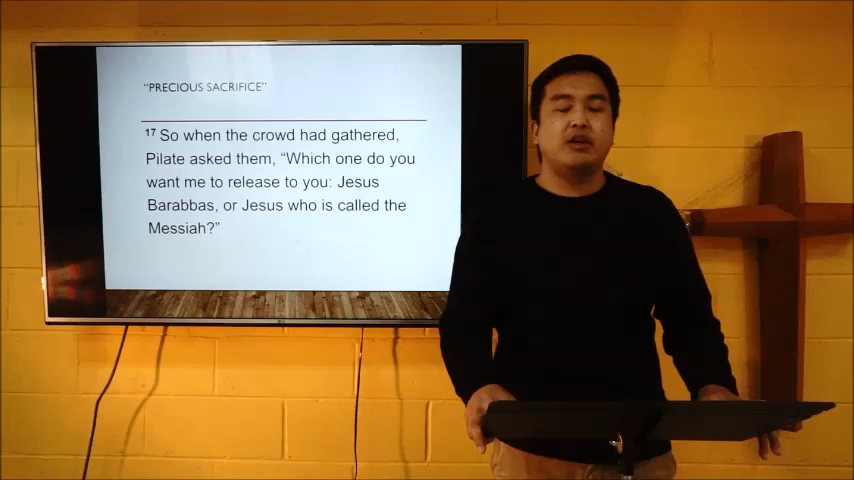 "PRECIOUS SACRIFICE"
17 So when the crowd had gathered,
Pilate asked them, “Which one do you
want me to release to you: Jesus
Barabbas, or Jesus who is called the
Messiah?”
LG